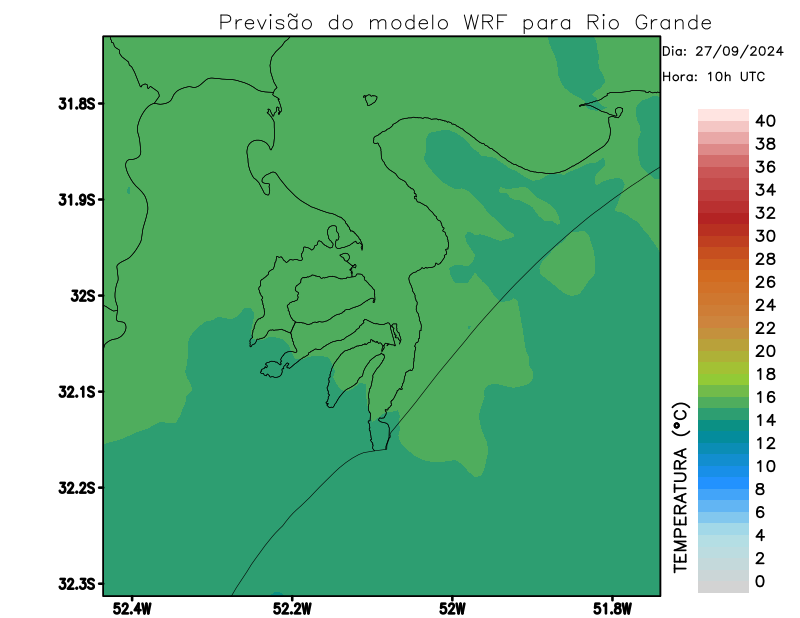 Previsão do modelo WRF para Rio Grande
Dia: 27/09/2024
Hora: 10h UTC
31.8S
31.9S
32S
32.1S
32.2S
32.3S
52.4W
52.2W
52W
51.8W
TEMPERATURA (°C)
40
38
36
34
32
30
28
26
24
22
20
18
16
14
12
10
8
6
4
2
0